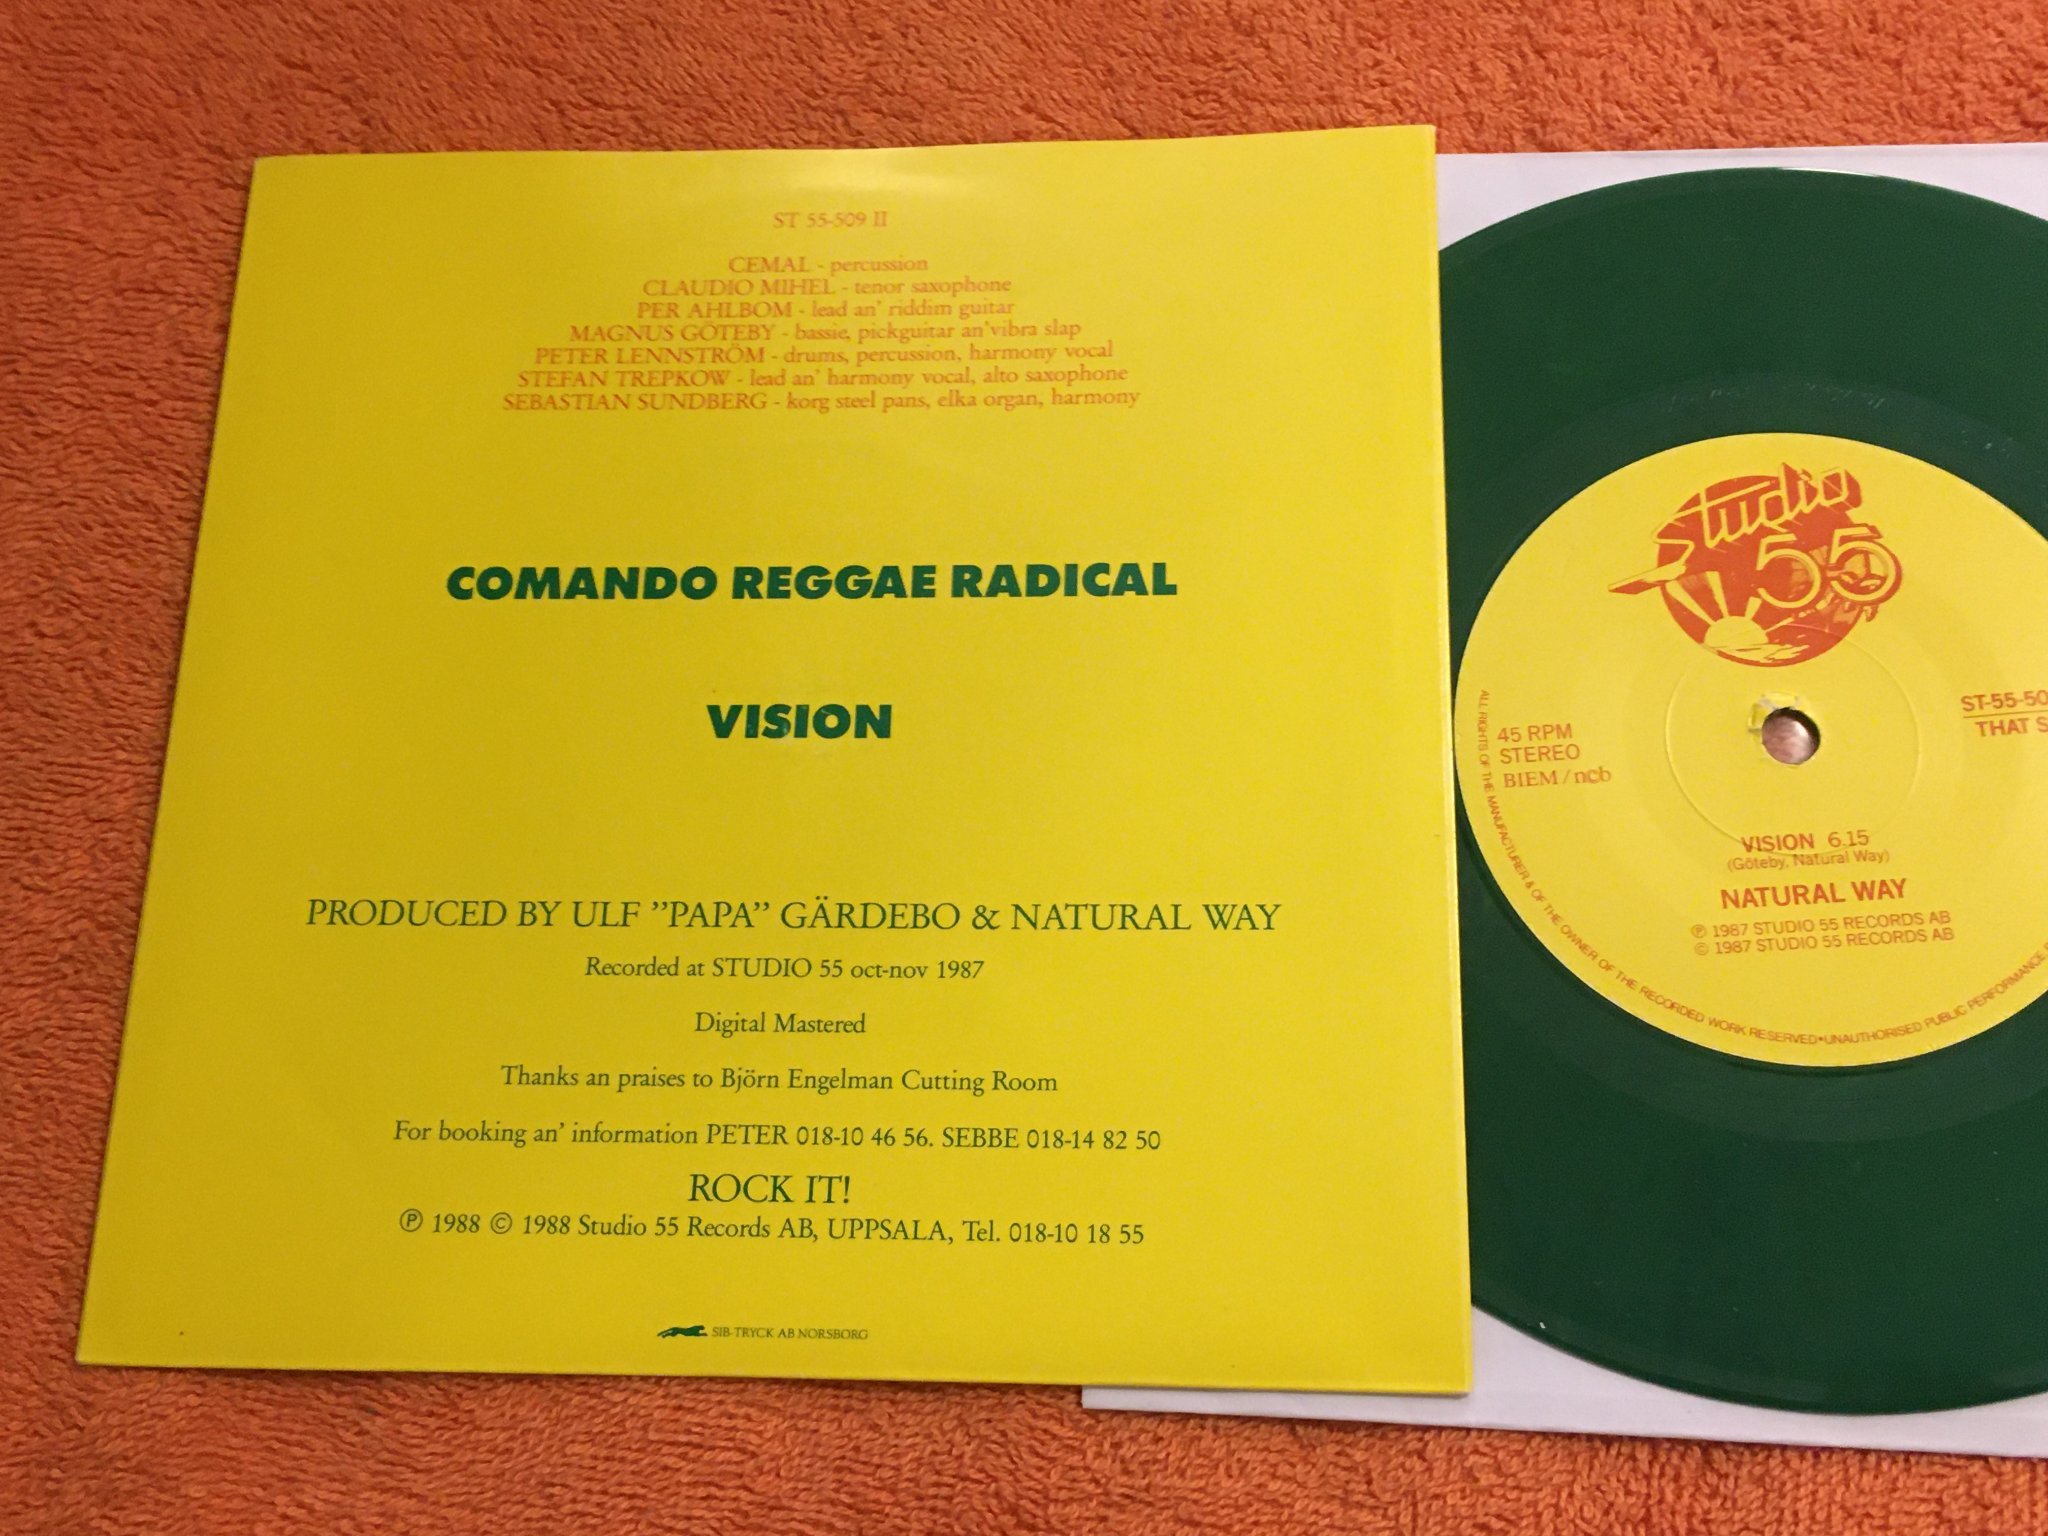 ST 55-509 II
CEMAL - percussion
CLAUDIO MIHEL - tenor saxophone
PER AHLBOM - lead an' riddim guitar
MAGNUS GÖTEBY - bassie, pickguitar an'vibra slap
PETER LENNSTRÖM - drums, percussion, harmony vocal
STEFAN TREPKOW - lead an' harmony vocal, alto saxophone
SEBASTIAN SUNDBERG - korg steel pans, elka organ, harmony
COMANDO REGGAE RADICAL
VISION
PRODUCED BY ULF ”PAPA” GÄRDEBO & NATURAL WAY
Recorded at STUDIO 55 oct-nov 1987
Digital Mastered
Thanks an praises to Björn Engelman Cutting Room
For booking an' information PETER 018-10 46 56. SEBBE 018-14 82 50
ROCK IT!
℗ 1988 © 1988 Studio 55 Records AB, UPPSALA, Tel. 018-10 18 55
SIB-TRYCK AB NORSBORG
Studio
55
45 RPM
STEREO
BIEM/ncb
ST-55-50
THAT S
VISION 6.15
(Göteby, Natural Way)
NATURAL WAY
℗ 1987 STUDIO 55 RECORDS AB
© 1987 STUDIO 55 RECORDS AB
ALL RIGHTS OF THE MANUFACTURER & OF THE OWNER OF THE RECORDED WORK RESERVED•UNAUTHORISED PUBLIC PERFORMANCE